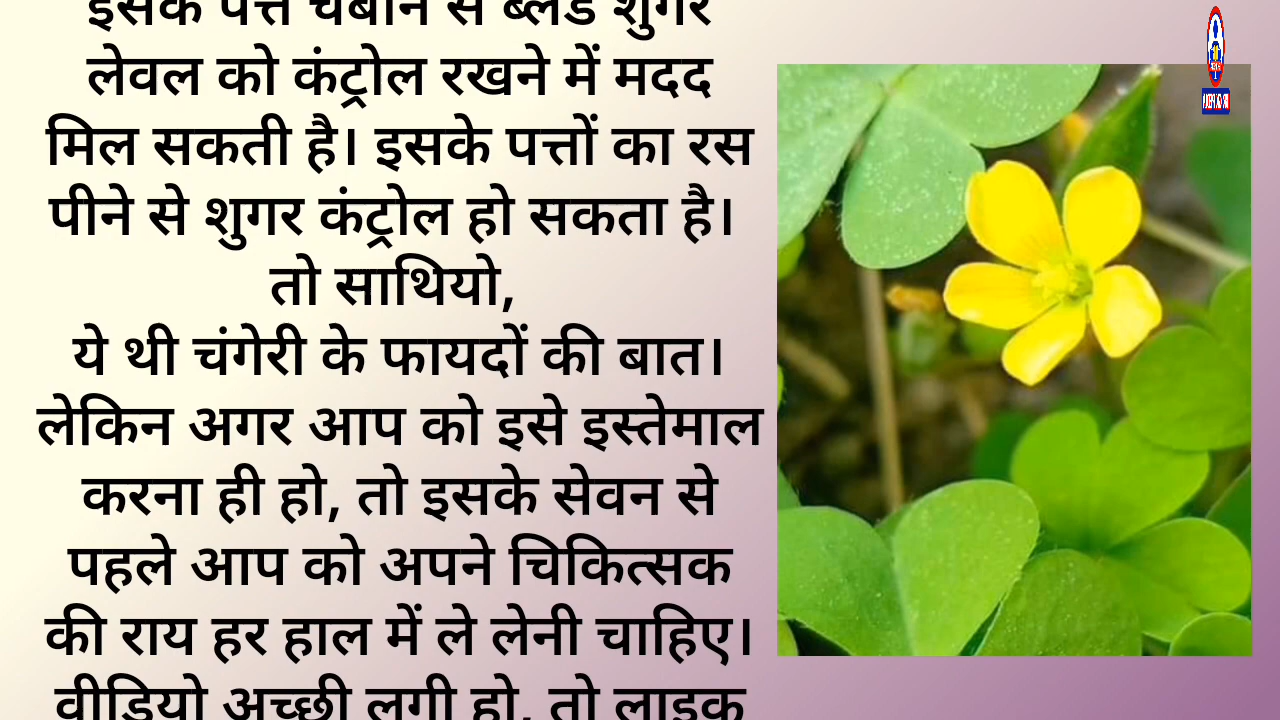 इसके पत्ते चबाने से ब्लड शुगर
लेवल को कंट्रोल रखने में मदद
मिल सकती है। इसके पत्तों का रस
पीने से शुगर कंट्रोल हो सकता है।
तो साथियो,
ये थी चंगेरी के फायदों की बात।
लेकिन अगर आप को इसे इस्तेमाल
करना ही हो, तो इसके सेवन से
पहले आप को अपने चिकित्सक
की राय हर हाल में ले लेनी चाहिए।
वीडियो अच्छी लगी हो, तो लाइक